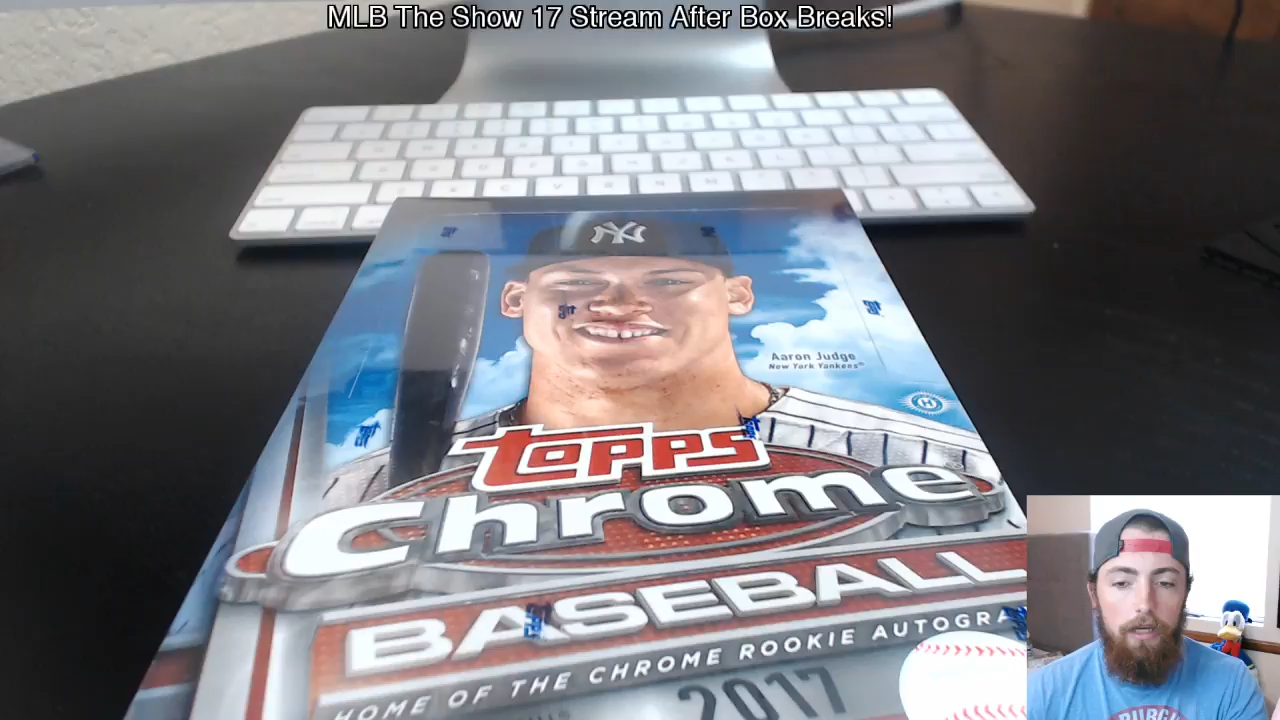 MLB The Show 17 Stream After Box Breaks!
NY
Aaron Judge
New York Yankees
H
topps
Chrome
BASEBALL
HOME OF THE CHROME ROOKIE AUTOGRA
2017